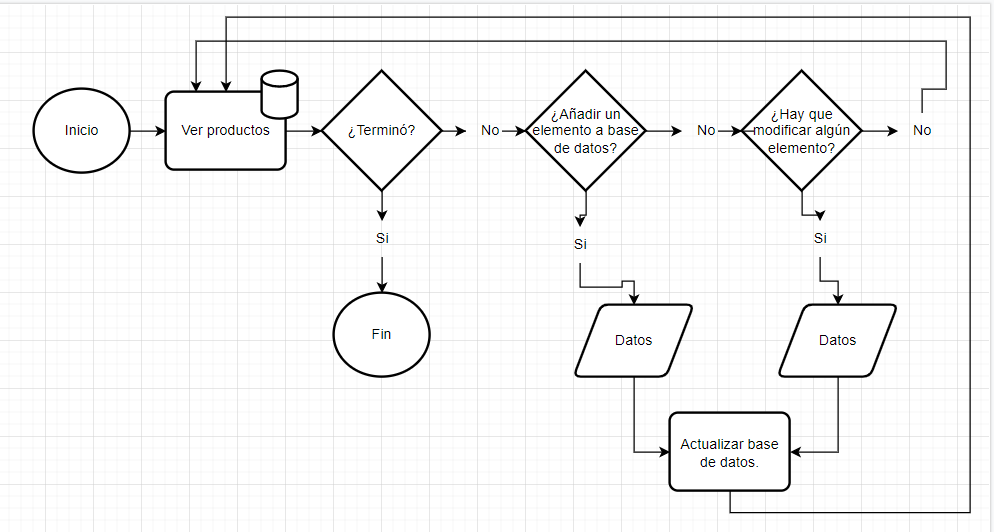 Inicio
Ver productos
¿Terminó?
No
¿Añadir un
elemento a base
de datos?
No
¿Hay que
modificar algún
elemento?
No
Si
Si
Si
Fin
Datos
Datos
Actualizar base
de datos.